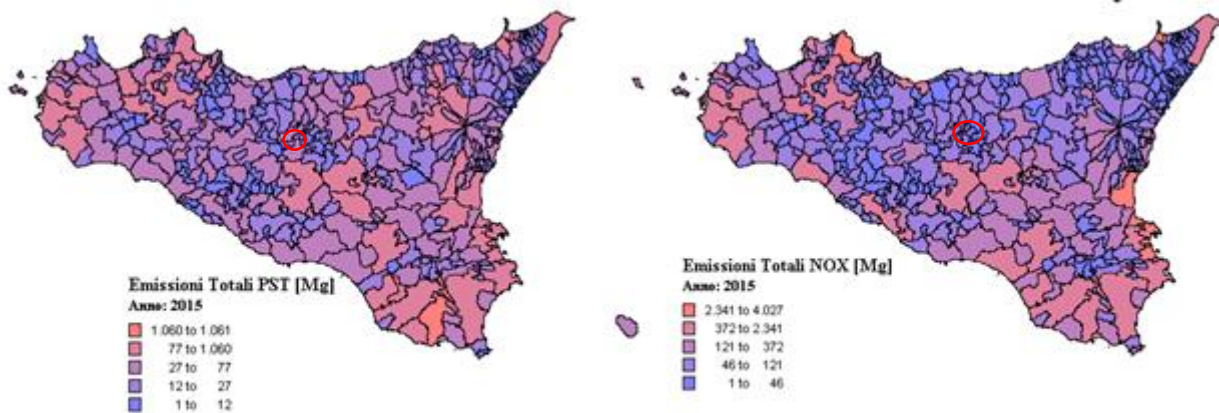 Emissioni Totali PST [Mg]
Anno: 2015
1.060 to 1.061
77 to 1.060
27 to 77
12 to 27
1 to 12
Emissioni Totali NOX [Mg]
Anno: 2015
2.341 to 4.027
372 to 2.341
121 to 372
46 to 121
1 to 46